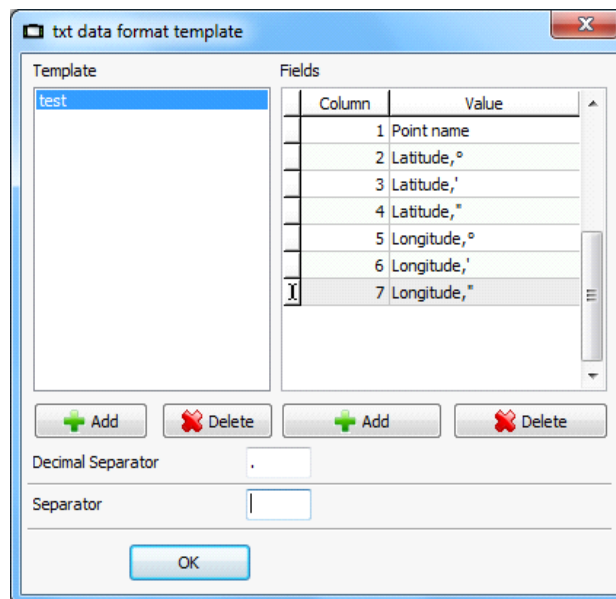 txt data format template
Template
Fields
test
Column Value
1 Point name
2 Latitude,°
3 Latitude,'
4 Latitude,"
5 Longitude,°
6 Longitude,'
7 Longitude,"
Add Delete Add Delete
Decimal Separator .
Separator
OK